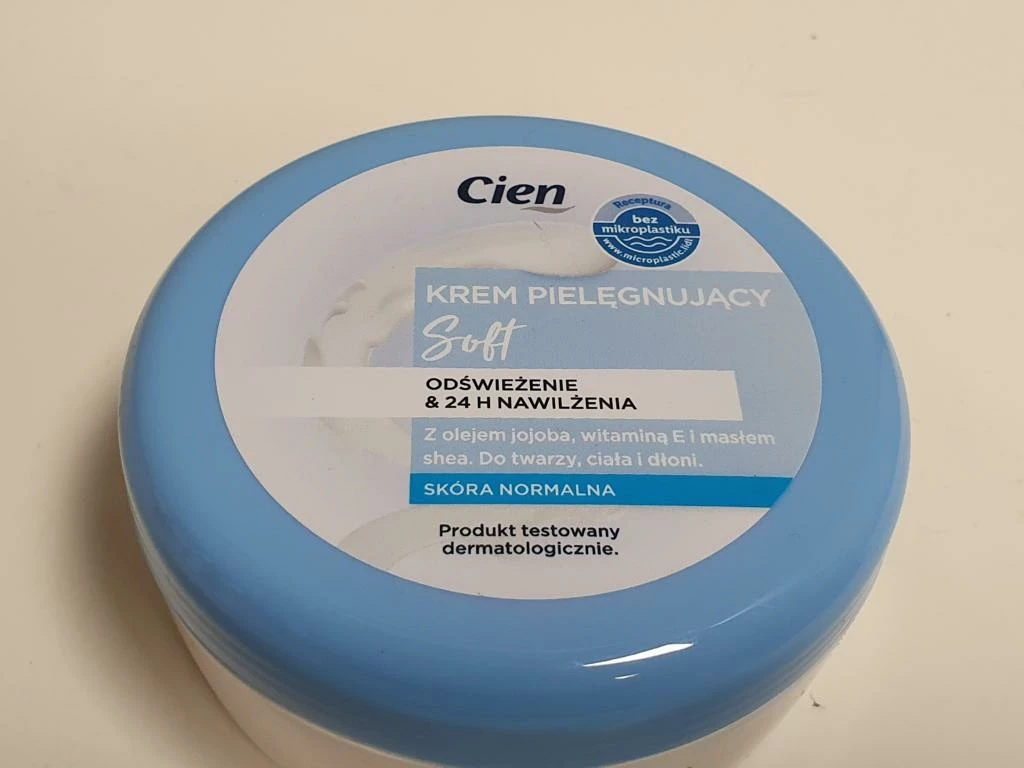 Cien
Receptura
bez
mikroplastiku
www.microplastic.lidl
KREM PIELĘGNUJĄCY
Soft
ODŚWIEŻENIE
& 24 H NAWILŻENIA
Z olejem jojoba, witaminą E i masłem
shea. Do twarzy, ciała i dłoni.
SKÓRA NORMALNA
Produkt testowany
dermatologicznie.